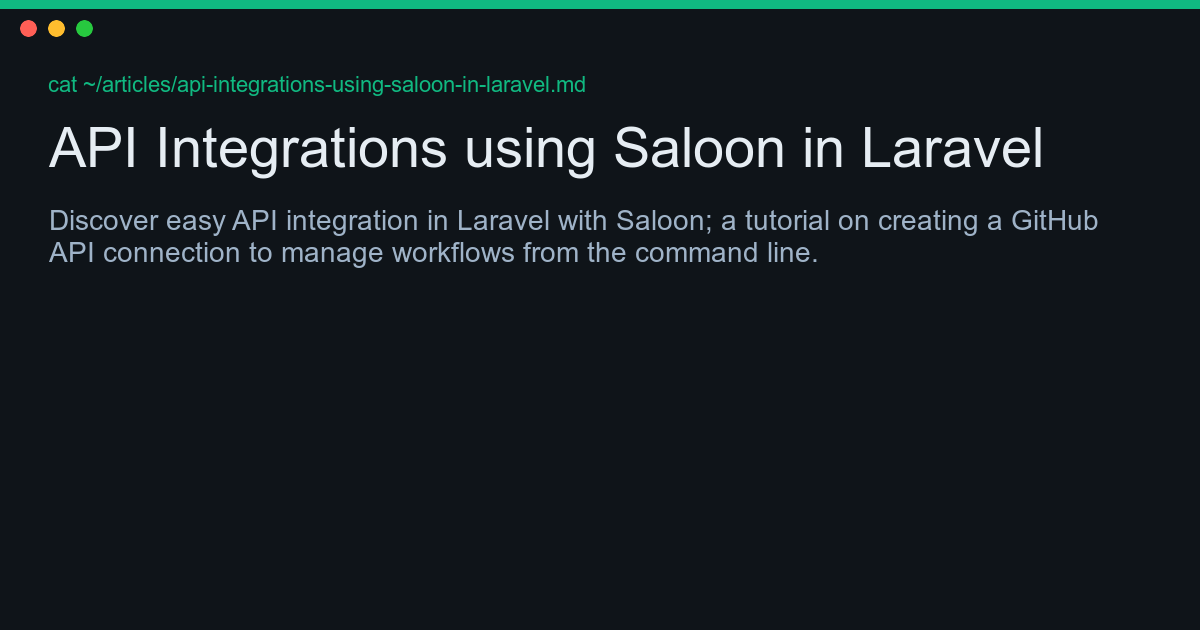 cat ~/articles/api-integrations-using-saloon-in-laravel.md
API Integrations using Saloon in Laravel
Discover easy API integration in Laravel with Saloon; a tutorial on creating a GitHub
API connection to manage workflows from the command line.